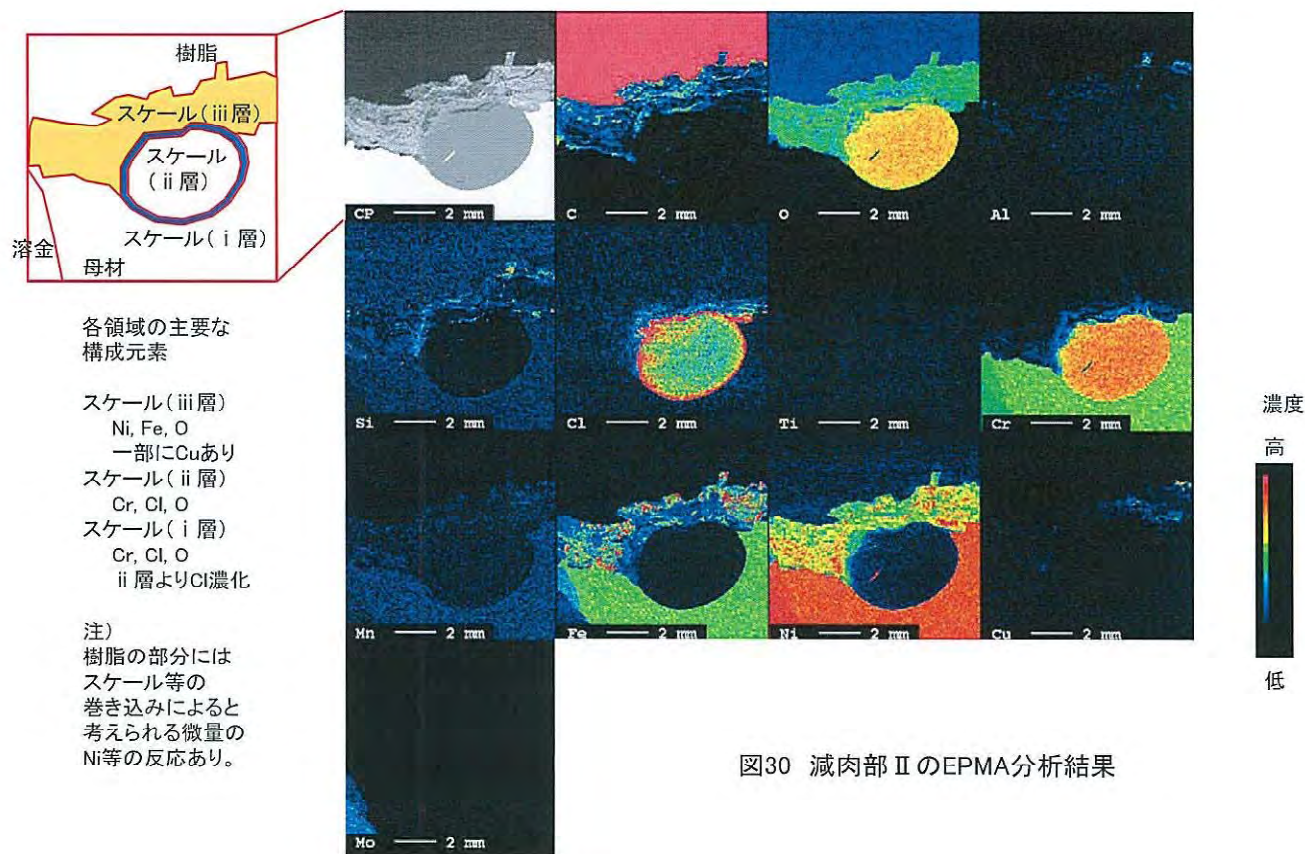 樹脂
スケール(ⅲ層)
スケール
(ⅱ層)
スケール(ⅰ層)
溶金
母材
各領域の主要な
構成元素
スケール(ⅲ層)
Ni, Fe, O
一部にCuあり
スケール(ⅱ層)
Cr, Cl, O
スケール(ⅰ層)
Cr, Cl, O
ⅱ層よりCl濃化
注)
樹脂の部分には
スケール等の
巻き込みによると
考えられる微量の
Ni等の反応あり。
CP 2 mm
C 2 mm
O 2 mm
Al 2 mm
Si 2 mm
Cl 2 mm
Ti 2 mm
Cr 2 mm
Mn 2 mm
Fe 2 mm
Ni 2 mm
Cu 2 mm
Mo 2 mm
濃度
高
低
図30 減肉部ⅡのEPMA分析結果